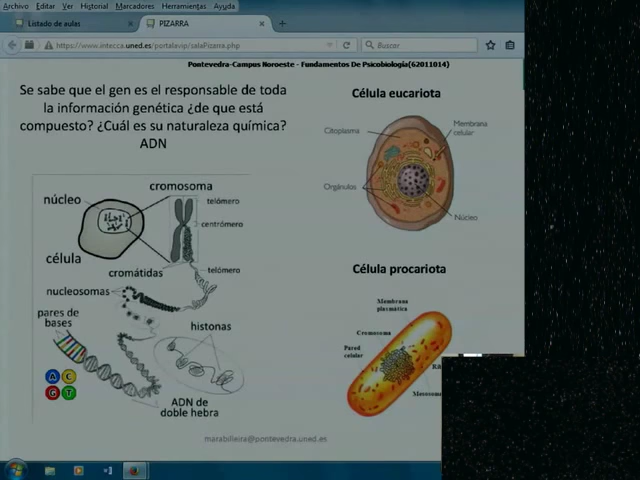 Archivo Editar Ver Historial Marcadores Herramientas Ayuda
Listado de aulas
PIZARRA
https://www.intecca.uned.es/portalavip/salaPizarra.php
Buscar
Pontevedra-Campus Noroeste - Fundamentos De Psicobiología(62011014)
Se sabe que el gen es el responsable de toda
la información genética ¿de que está
compuesto? ¿Cuál es su naturaleza química?
ADN
núcleo
cromosoma
telómero
centrómero
célula
cromátidas
telómero
nucleosomas
pares de
bases
histonas
A C
G T
ADN de
doble hebra
Célula eucariota
Citoplasma
Membrana
celular
Orgánulos
Núcleo
Célula procariota
Membrana
plasmática
Cromosoma
Pared
celular
marabilleira@pontevedra.uned.es